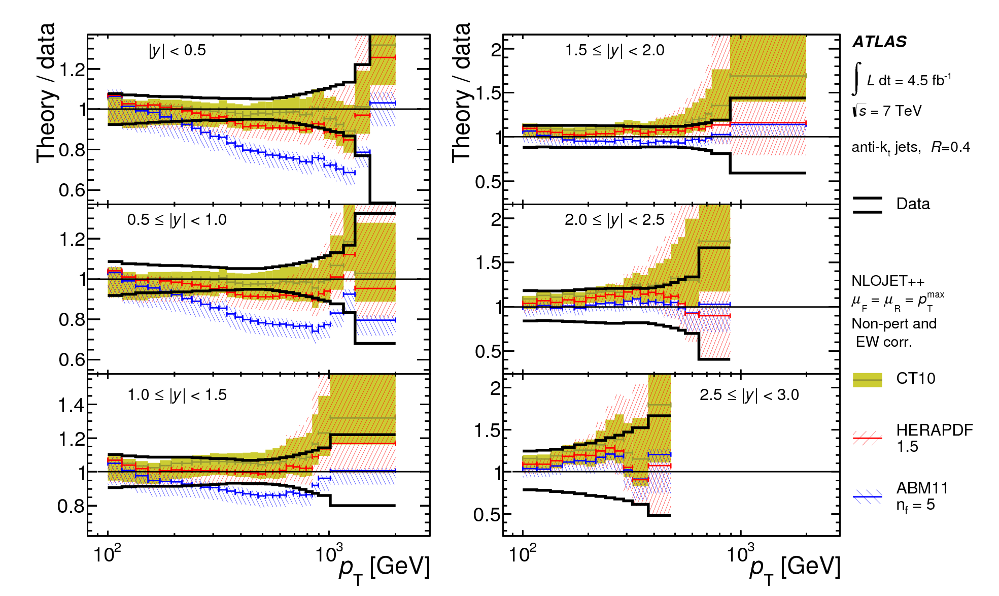 Theory / data
|y| < 0.5
1.2
1
0.8
0.6
0.5 ≤ |y| < 1.0
1.2
1
0.8
0.6
1.0 ≤ |y| < 1.5
1.4
1.2
1
0.8
10² 10³
p_T [GeV]
Theory / data
1.5 ≤ |y| < 2.0
2
1.5
1
0.5
2.0 ≤ |y| < 2.5
2
1.5
1
0.5
2.5 ≤ |y| < 3.0
2
1.5
1
0.5
10² 10³
p_T [GeV]
ATLAS
∫ L dt = 4.5 fb⁻¹
√s = 7 TeV
anti-k_t jets, R=0.4
Data
NLOJET++
μ_F = μ_R = p_T^max
Non-pert and
EW corr.
CT10
HERAPDF
1.5
ABM11
n_f = 5